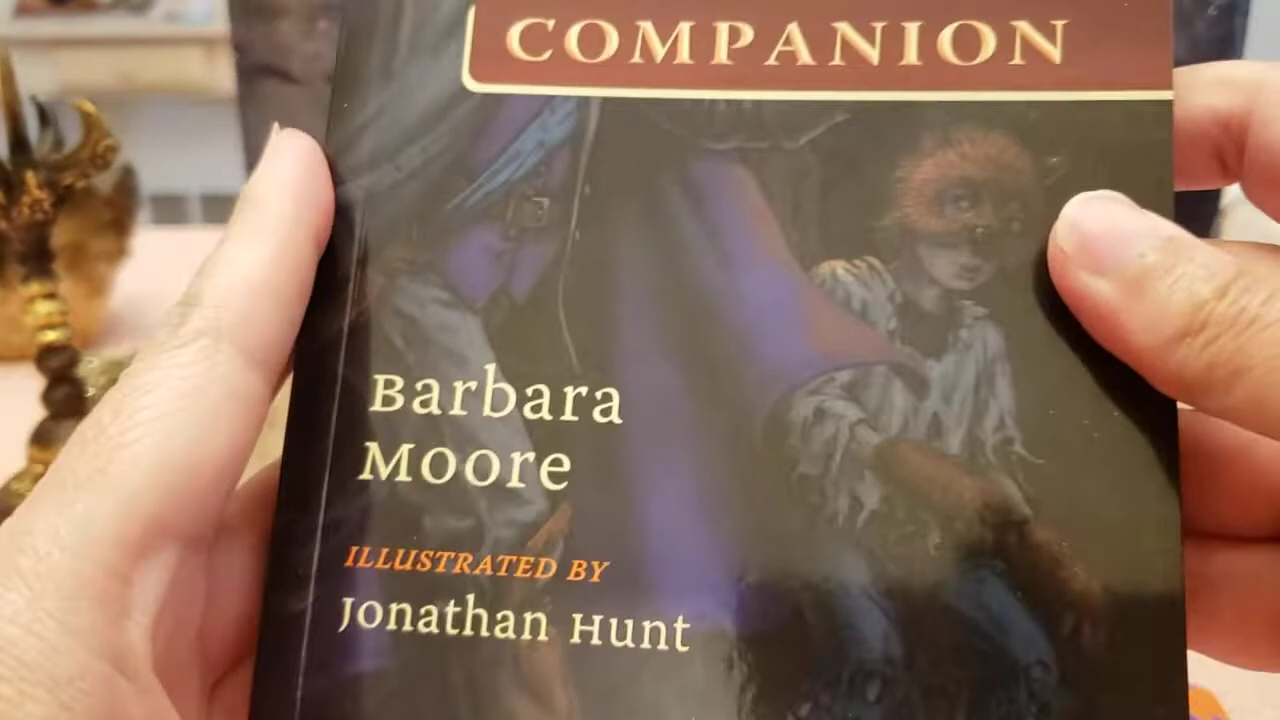 COMPANION
Barbara
Moore
ILLUSTRATED BY
Jonathan Hunt